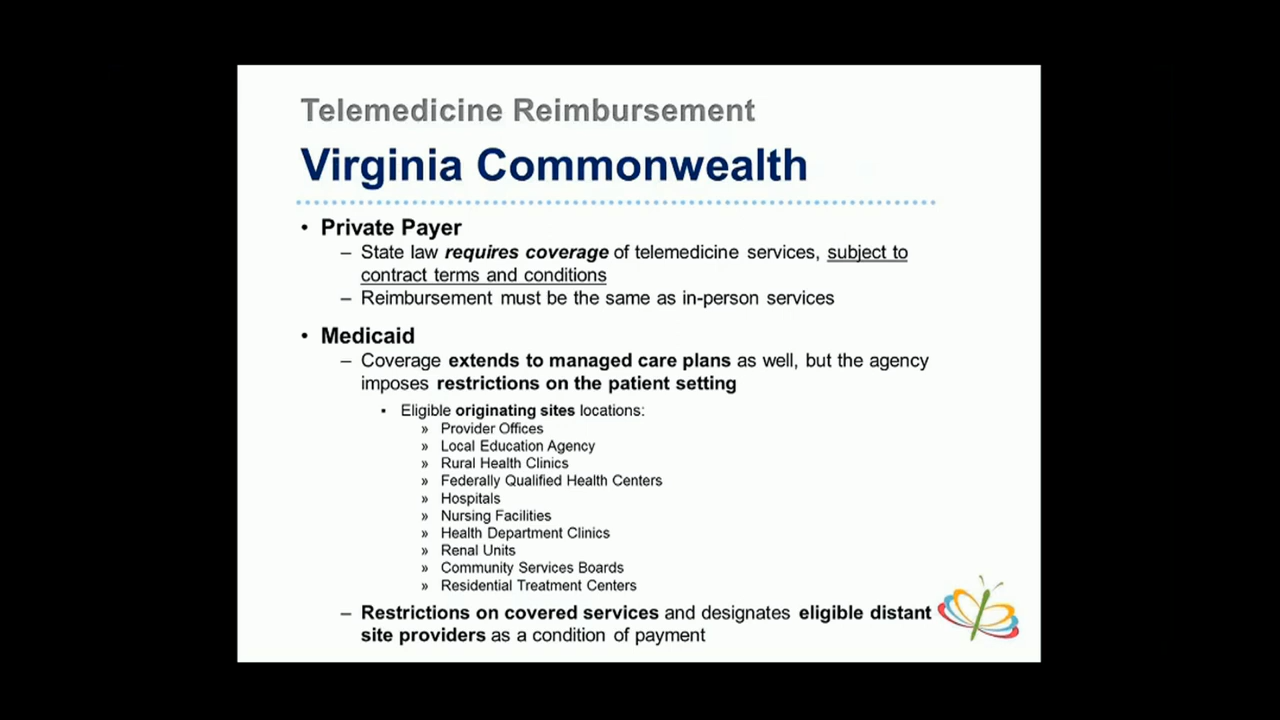 Telemedicine Reimbursement
Virginia Commonwealth
• Private Payer
– State law requires coverage of telemedicine services, subject to
contract terms and conditions
– Reimbursement must be the same as in-person services
• Medicaid
– Coverage extends to managed care plans as well, but the agency
imposes restrictions on the patient setting
• Eligible originating sites locations:
» Provider Offices
» Local Education Agency
» Rural Health Clinics
» Federally Qualified Health Centers
» Hospitals
» Nursing Facilities
» Health Department Clinics
» Renal Units
» Community Services Boards
» Residential Treatment Centers
– Restrictions on covered services and designates eligible distant
site providers as a condition of payment